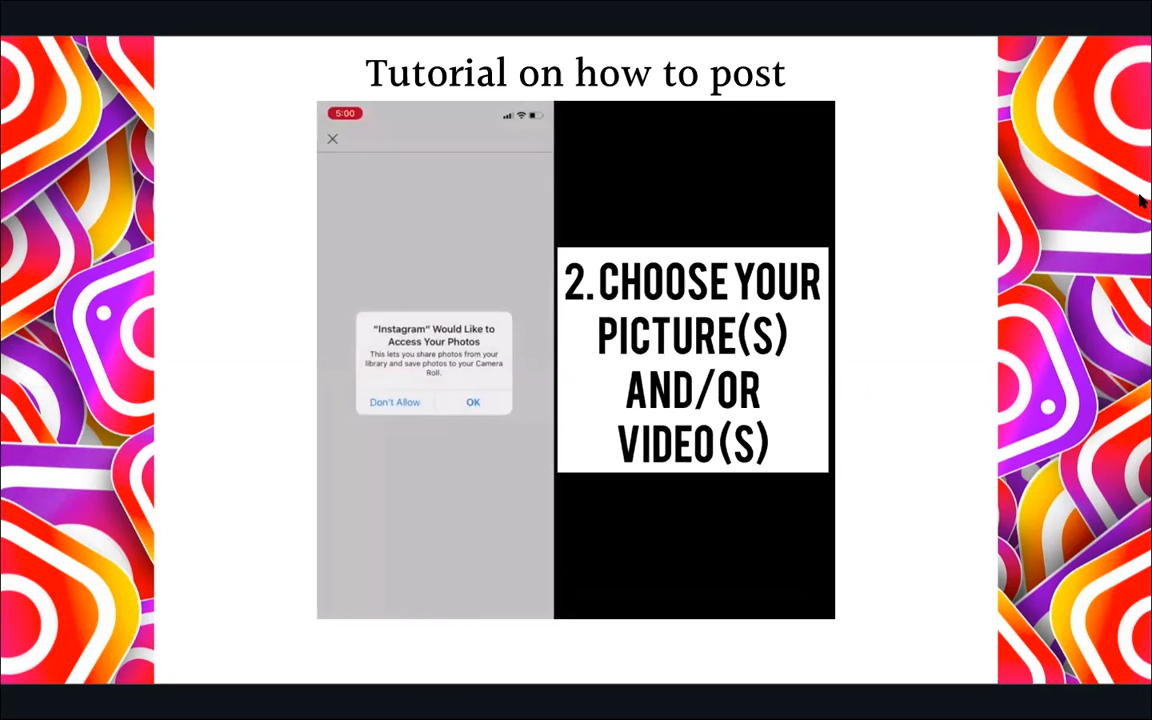 Tutorial on how to post
5:00
"Instagram" Would Like to
Access Your Photos
This lets you share photos from your
library and save photos to your Camera
Roll.
Don't Allow
OK
2. CHOOSE YOUR
PICTURE(S)
AND/OR
VIDEO(S)